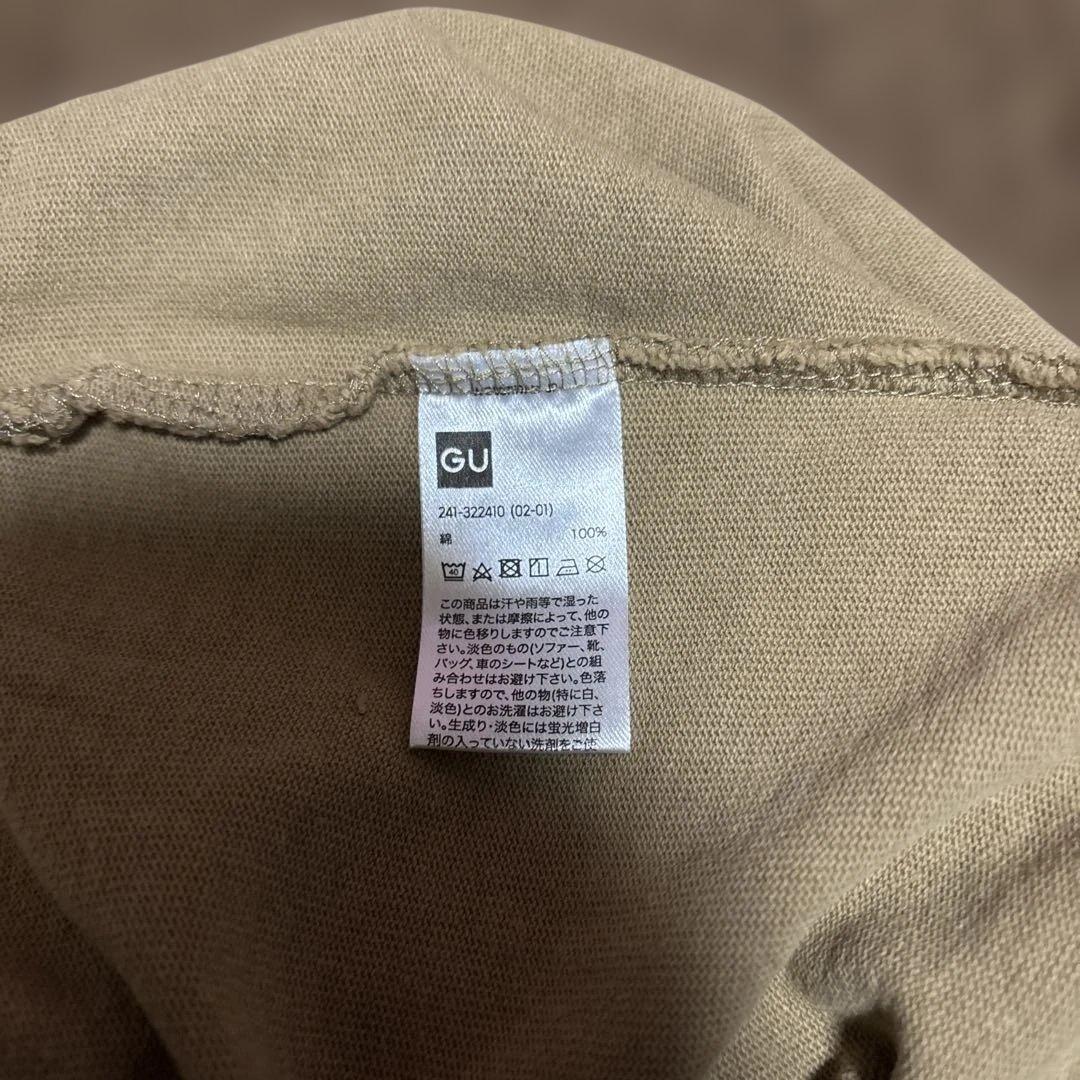 GU
241-322410 (02-01)
綿 100%
40
この商品は汗や雨等で湿った
状態、または摩擦によって、他の
物に色移りしますのでご注意下
さい。淡色のもの(ソファー、靴、
バッグ、車のシートなど)との組
み合わせはお避け下さい。色落
ちしますので、他の物(特に白、
淡色)とのお洗濯はお避け下さ
い。生成り・淡色には蛍光増白
剤の入っていない洗剤をご使